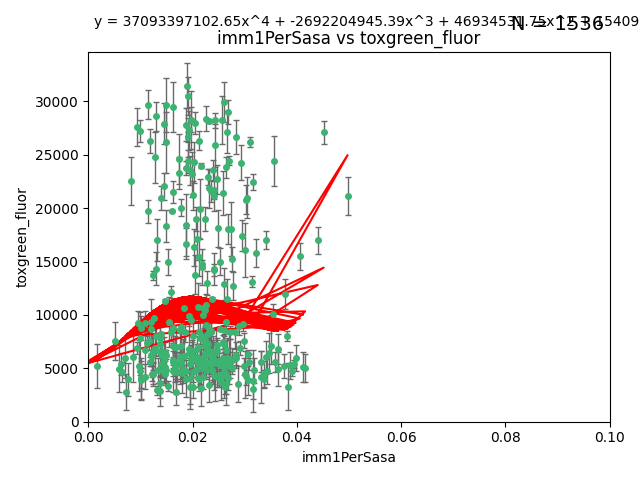 y = 37093397102.65x^4 + -2692204945.39x^3 +
N = 1536
imm1PerSasa vs toxgreen_fluor
toxgreen_fluor
30000
25000
20000
15000
10000
5000
0
0.00 0.02 0.04 0.06 0.08 0.10
imm1PerSasa